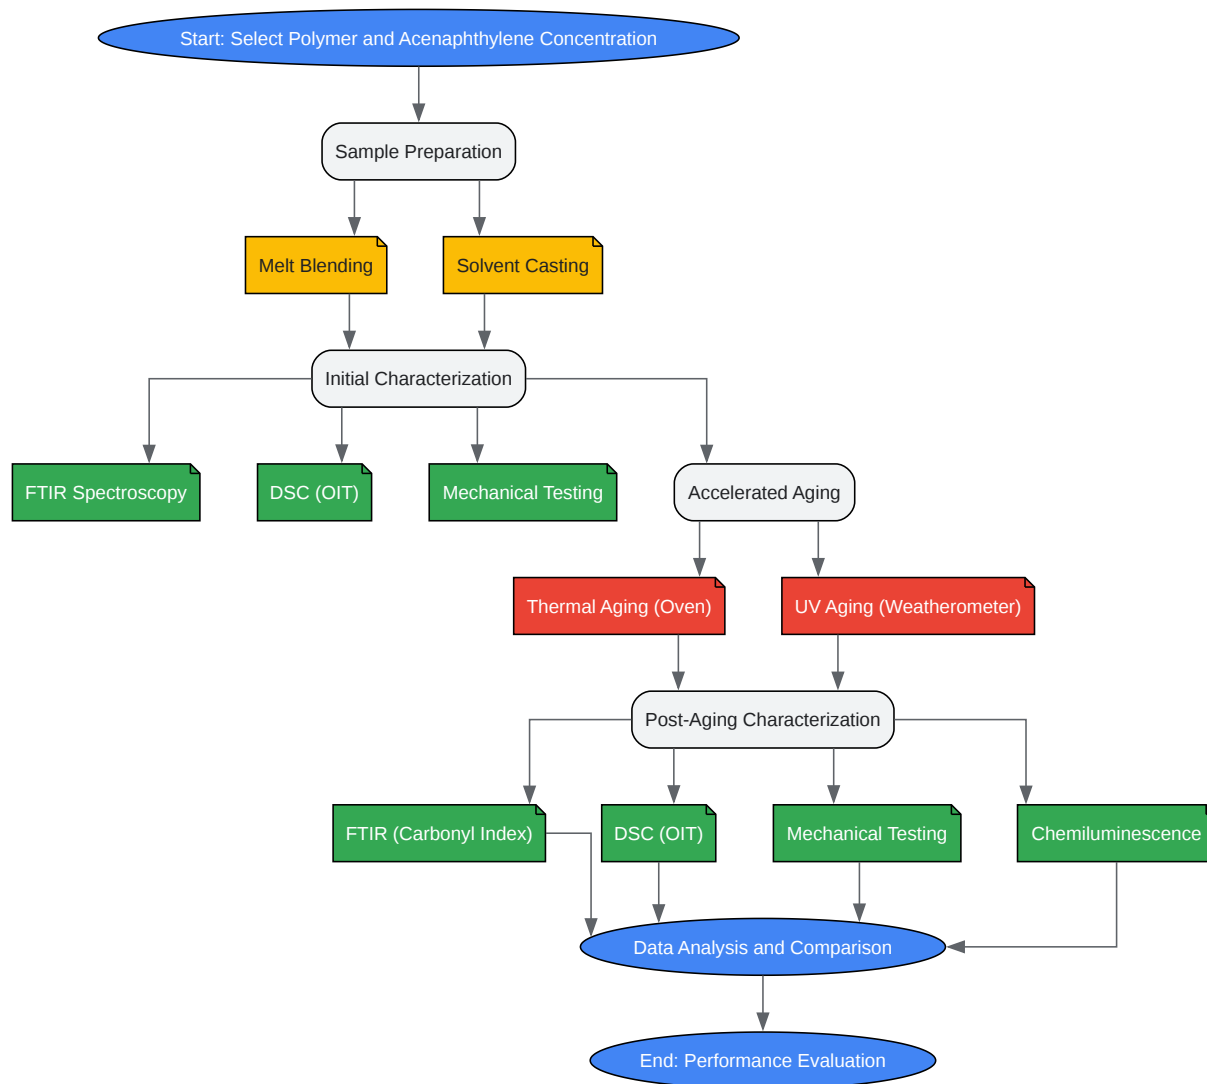 Start: Select Polymer and Acenaphthylene Concentration
Sample Preparation
Melt Blending
Solvent Casting
Initial Characterization
FTIR Spectroscopy
DSC (OIT)
Mechanical Testing
Accelerated Aging
Thermal Aging (Oven)
UV Aging (Weatherometer)
Post-Aging Characterization
FTIR (Carbonyl Index)
DSC (OIT)
Mechanical Testing
Chemiluminescence
Data Analysis and Comparison
End: Performance Evaluation